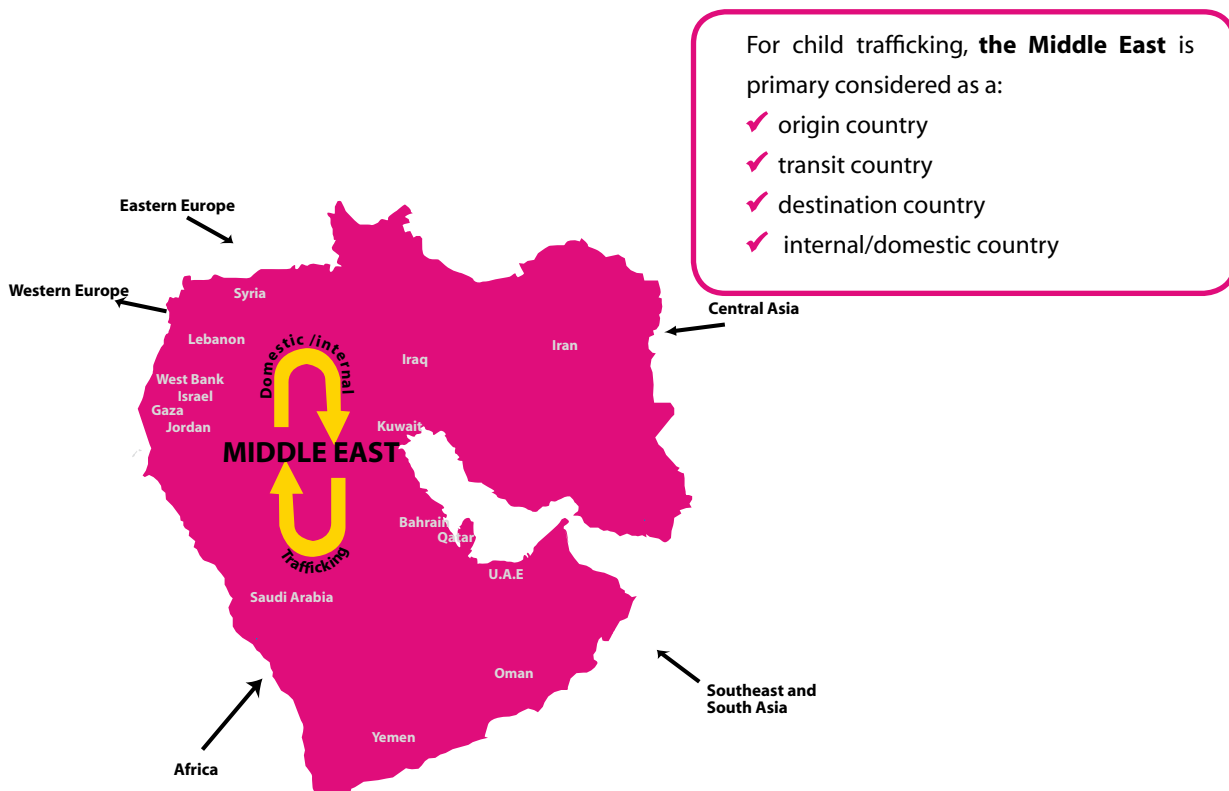 For child trafficking, the Middle East is
primary considered as a:
✓ origin country
✓ transit country
✓ destination country
✓ internal/domestic country
Eastern Europe
Western Europe
Central Asia
Syria
Lebanon
Domestic /internal
Iraq
Iran
West Bank
Israel
Gaza
Jordan
Kuwait
MIDDLE EAST
Bahrain
Qatar
Trafficking
U.A.E
Saudi Arabia
Oman
Southeast and
South Asia
Yemen
Africa